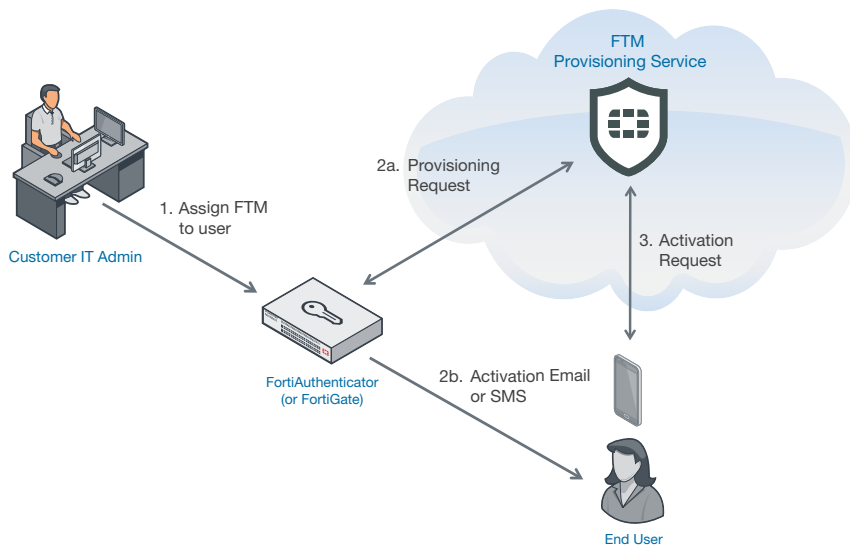 FTM
Provisioning Service
2a. Provisioning
Request
1. Assign FTM
to user
Customer IT Admin
3. Activation
Request
FortiAuthenticator
(or FortiGate)
2b. Activation Email
or SMS
End User